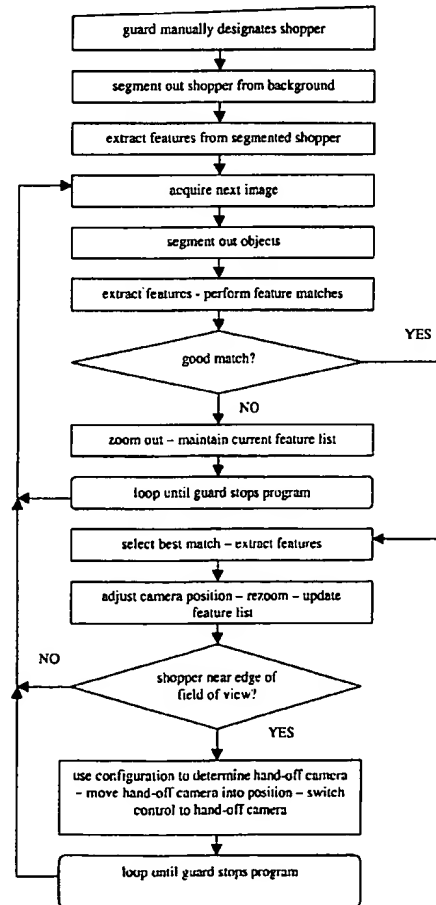 guard manually designates shopper
segment out shopper from background
extract features from segmented shopper
acquire next image
segment out objects
extract features - perform feature matches
good match?
YES
NO
zoom out – maintain current feature list
loop until guard stops program
select best match – extract features
adjust camera position – rezoom – update
feature list
NO
shopper near edge of
field of view?
YES
use configuration to determine hand-off camera
– move hand-off camera into position – switch
control to hand-off camera
loop until guard stops program